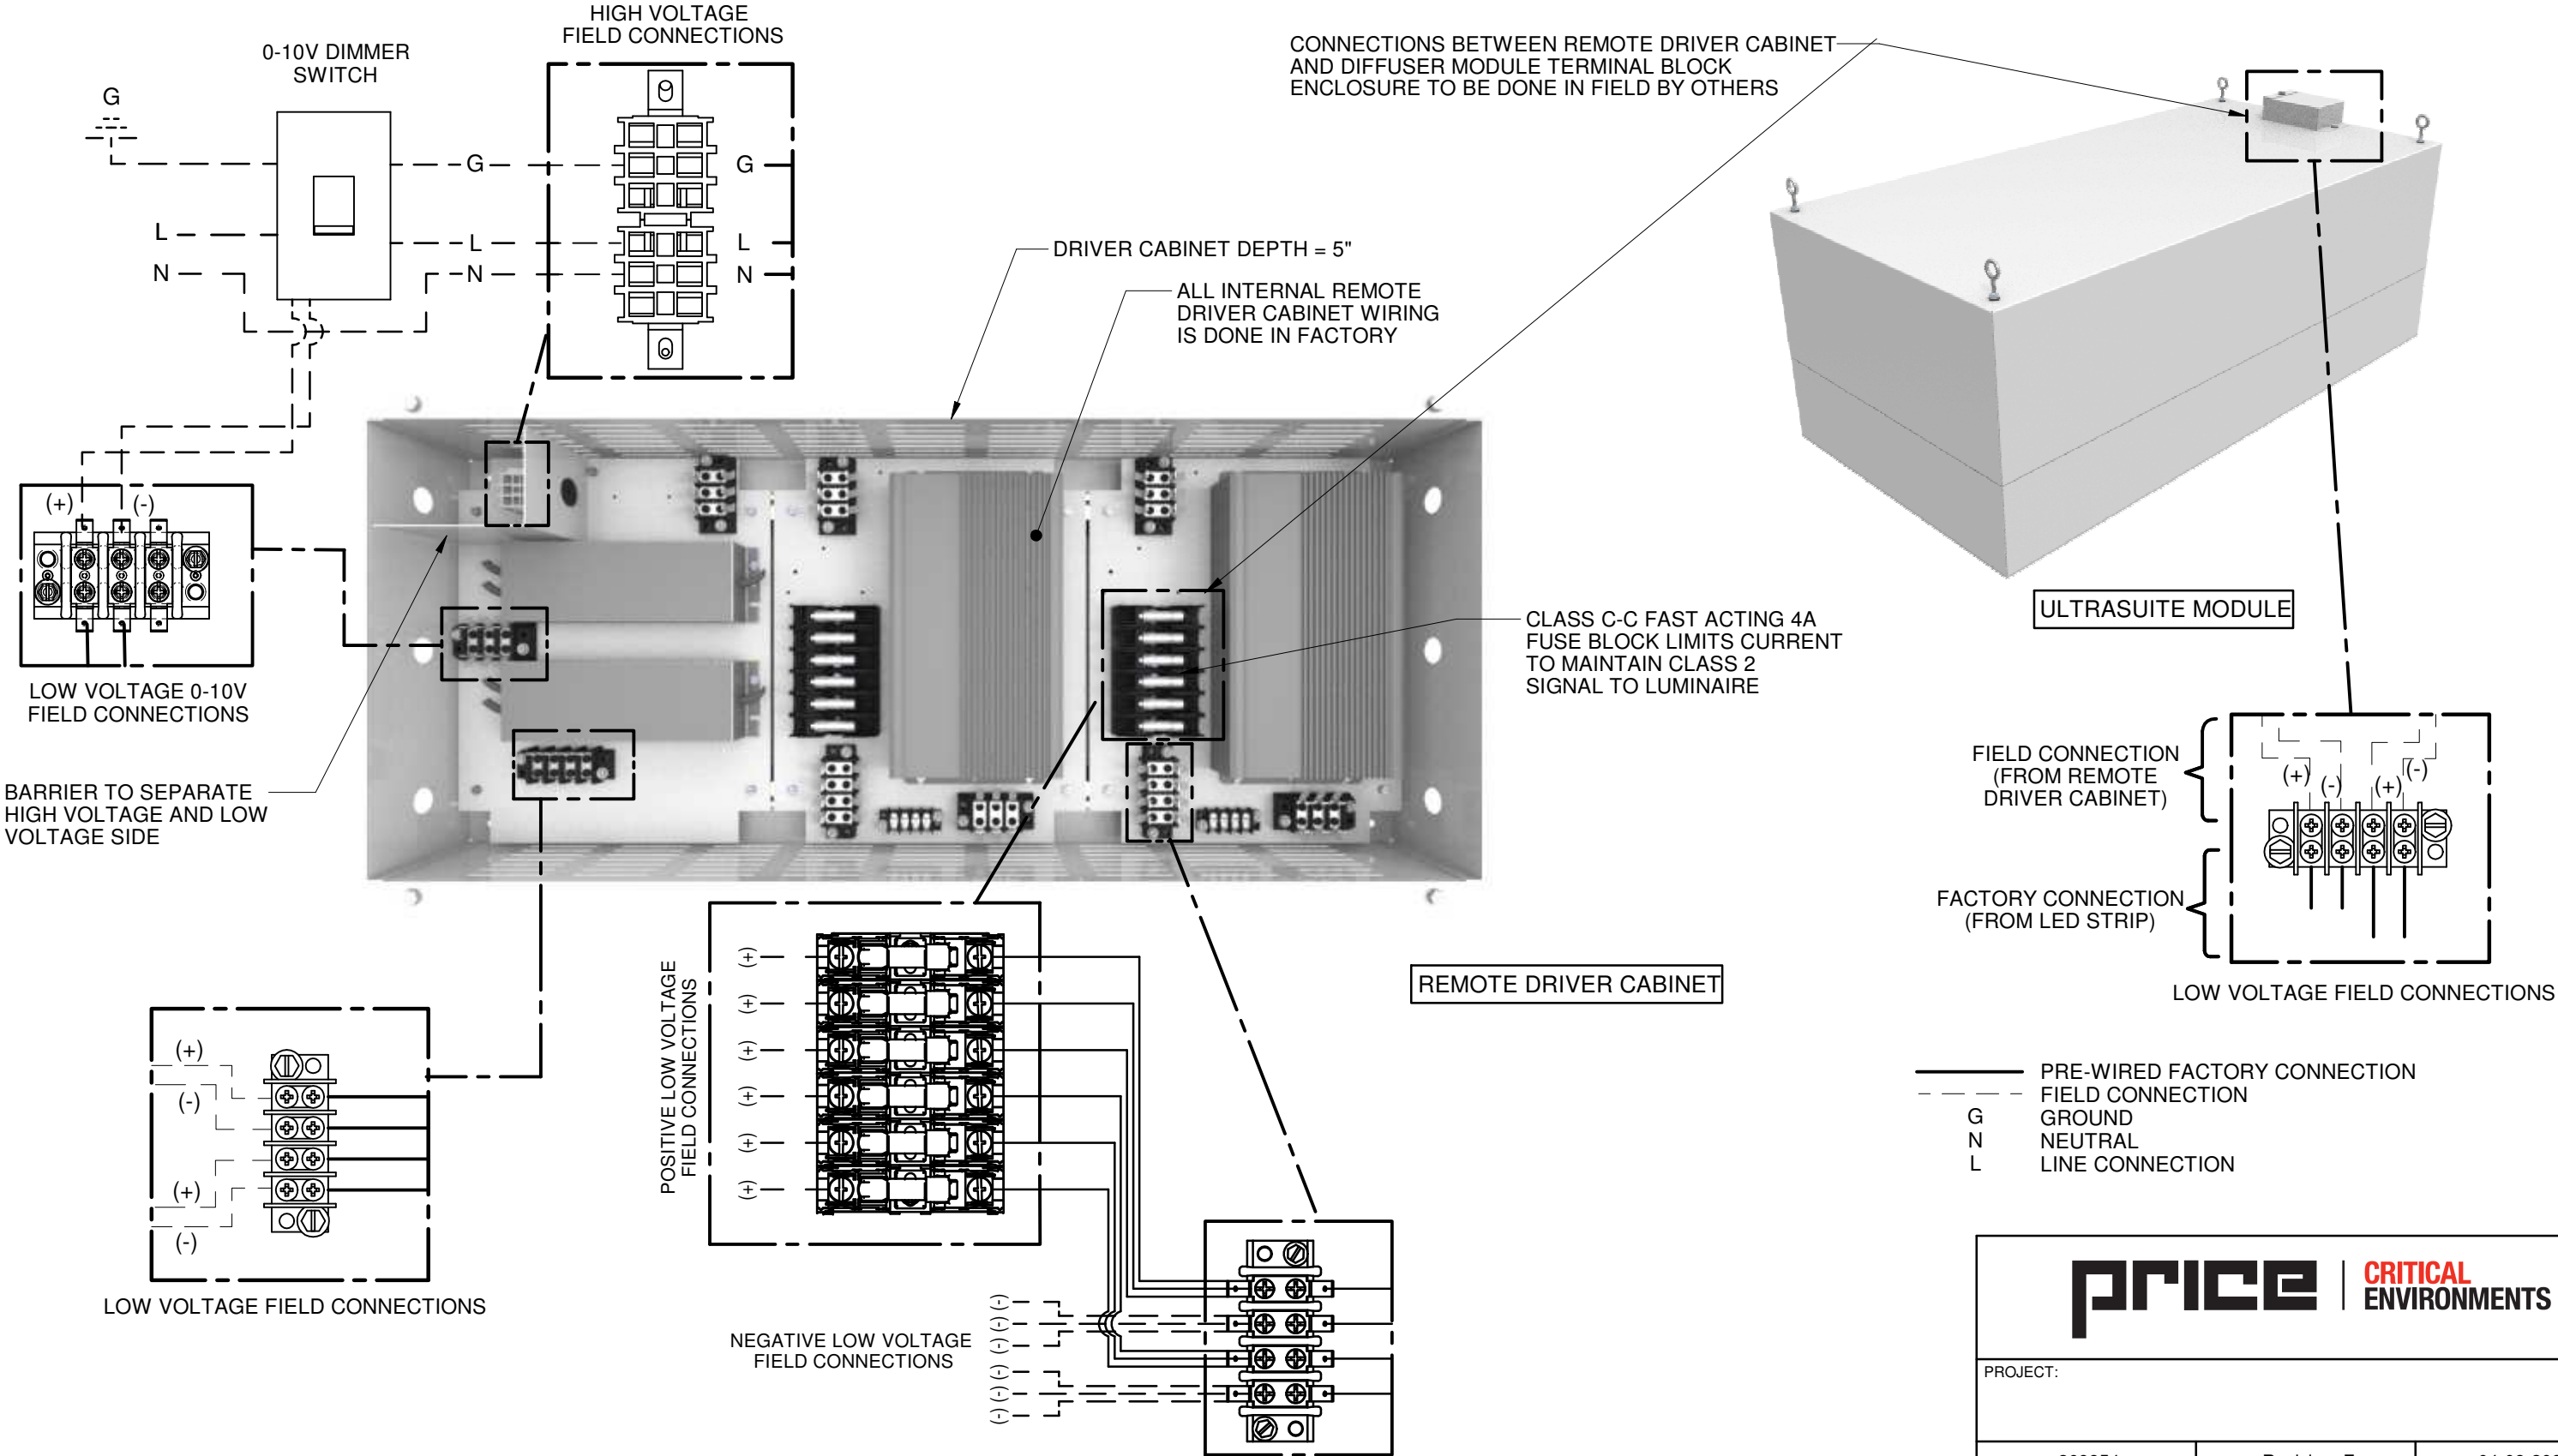 HIGH VOLTAGE
FIELD CONNECTIONS
0-10V DIMMER
SWITCH
G
L
N
G
L
N
G
L
N
CONNECTIONS BETWEEN REMOTE DRIVER CABINET
AND DIFFUSER MODULE TERMINAL BLOCK
ENCLOSURE TO BE DONE IN FIELD BY OTHERS
DRIVER CABINET DEPTH = 5"
ALL INTERNAL REMOTE
DRIVER CABINET WIRING
IS DONE IN FACTORY
(+) (-)
LOW VOLTAGE 0-10V
FIELD CONNECTIONS
BARRIER TO SEPARATE
HIGH VOLTAGE AND LOW
VOLTAGE SIDE
CLASS C-C FAST ACTING 4A
FUSE BLOCK LIMITS CURRENT
TO MAINTAIN CLASS 2
SIGNAL TO LUMINAIRE
ULTRASUITE MODULE
FIELD CONNECTION
(FROM REMOTE
DRIVER CABINET)
(+) (-) (+) (-)
FACTORY CONNECTION
(FROM LED STRIP)
LOW VOLTAGE FIELD CONNECTIONS
REMOTE DRIVER CABINET
(+)
(-)
(+)
(-)
LOW VOLTAGE FIELD CONNECTIONS
POSITIVE LOW VOLTAGE
FIELD CONNECTIONS
(+)
(+)
(+)
(+)
(+)
(+)
NEGATIVE LOW VOLTAGE
FIELD CONNECTIONS
(-)
(-)
(-)
(-)
(-)
(-)
PRE-WIRED FACTORY CONNECTION
FIELD CONNECTION
G GROUND
N NEUTRAL
L LINE CONNECTION
PRICE
CRITICAL
ENVIRONMENTS
PROJECT: